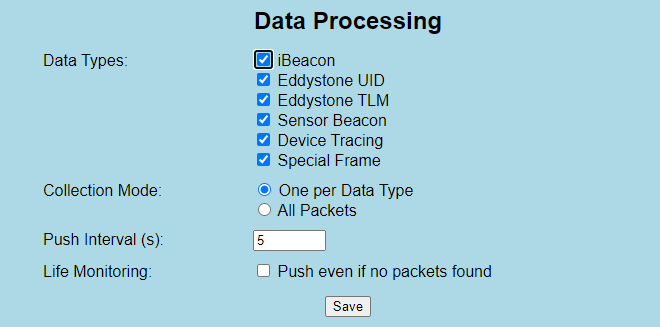 Data Processing
Data Types: iBeacon
Eddystone UID
Eddystone TLM
Sensor Beacon
Device Tracing
Special Frame
Collection Mode: One per Data Type
All Packets
Push Interval (s): 5
Life Monitoring: Push even if no packets found
Save